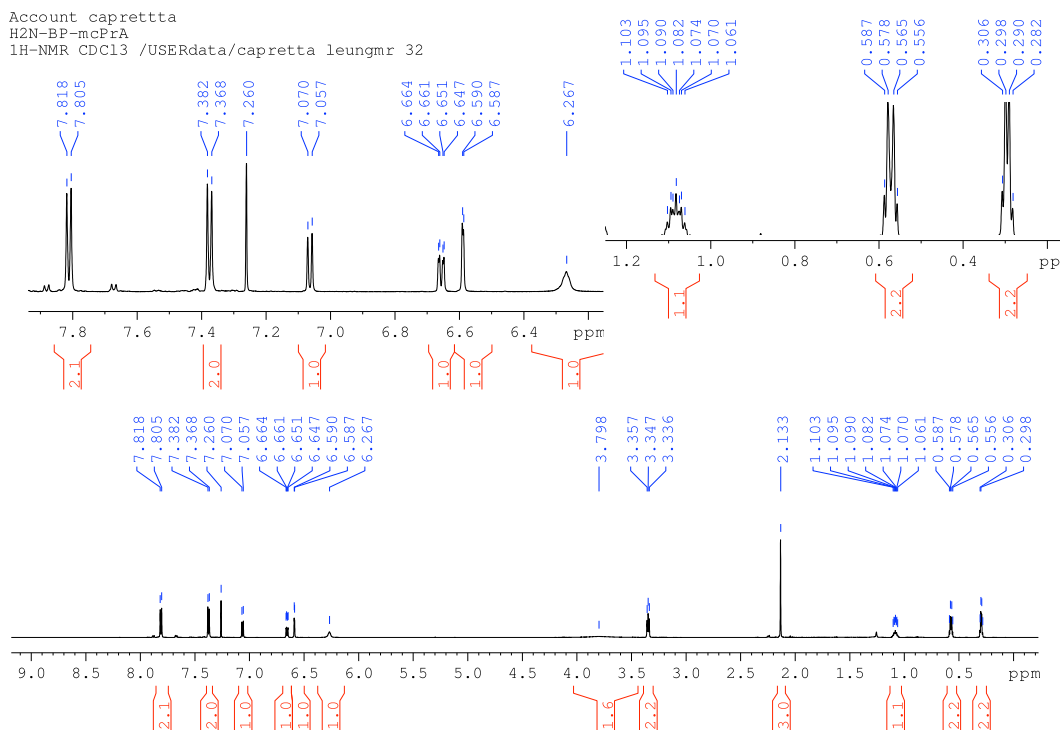 Account caprettta
H2N-BP-mcPrA
1H-NMR CDCl3 /USERdata/capretta leungmr 32
7.818 7.805 7.382 7.368 7.260 7.070 7.057 6.664 6.661 6.651 6.647 6.590 6.587 6.267
7.8 7.6 7.4 7.2 7.0 6.8 6.6 6.4 ppm
2.1 2.0 1.0 1.0 1.0 1.0
1.103 1.095 1.090 1.082 1.074 1.070 1.061 0.587 0.578 0.565 0.556 0.306 0.298 0.290 0.282
1.2 1.0 0.8 0.6 0.4 pp
1.1 2.2 2.2
7.818 7.805 7.382 7.368 7.260 7.070 7.057 6.664 6.661 6.651 6.647 6.590 6.587 6.267 3.798 3.357 3.347 3.336 2.133 1.103 1.095 1.090 1.082 1.074 1.070 1.061 0.587 0.578 0.565 0.556 0.306 0.298
9.0 8.5 8.0 7.5 7.0 6.5 6.0 5.5 5.0 4.5 4.0 3.5 3.0 2.5 2.0 1.5 1.0 0.5 ppm
2.1 2.0 1.0 1.0 1.0 1.0 1.6 2.2 3.0 1.1 2.2 2.2